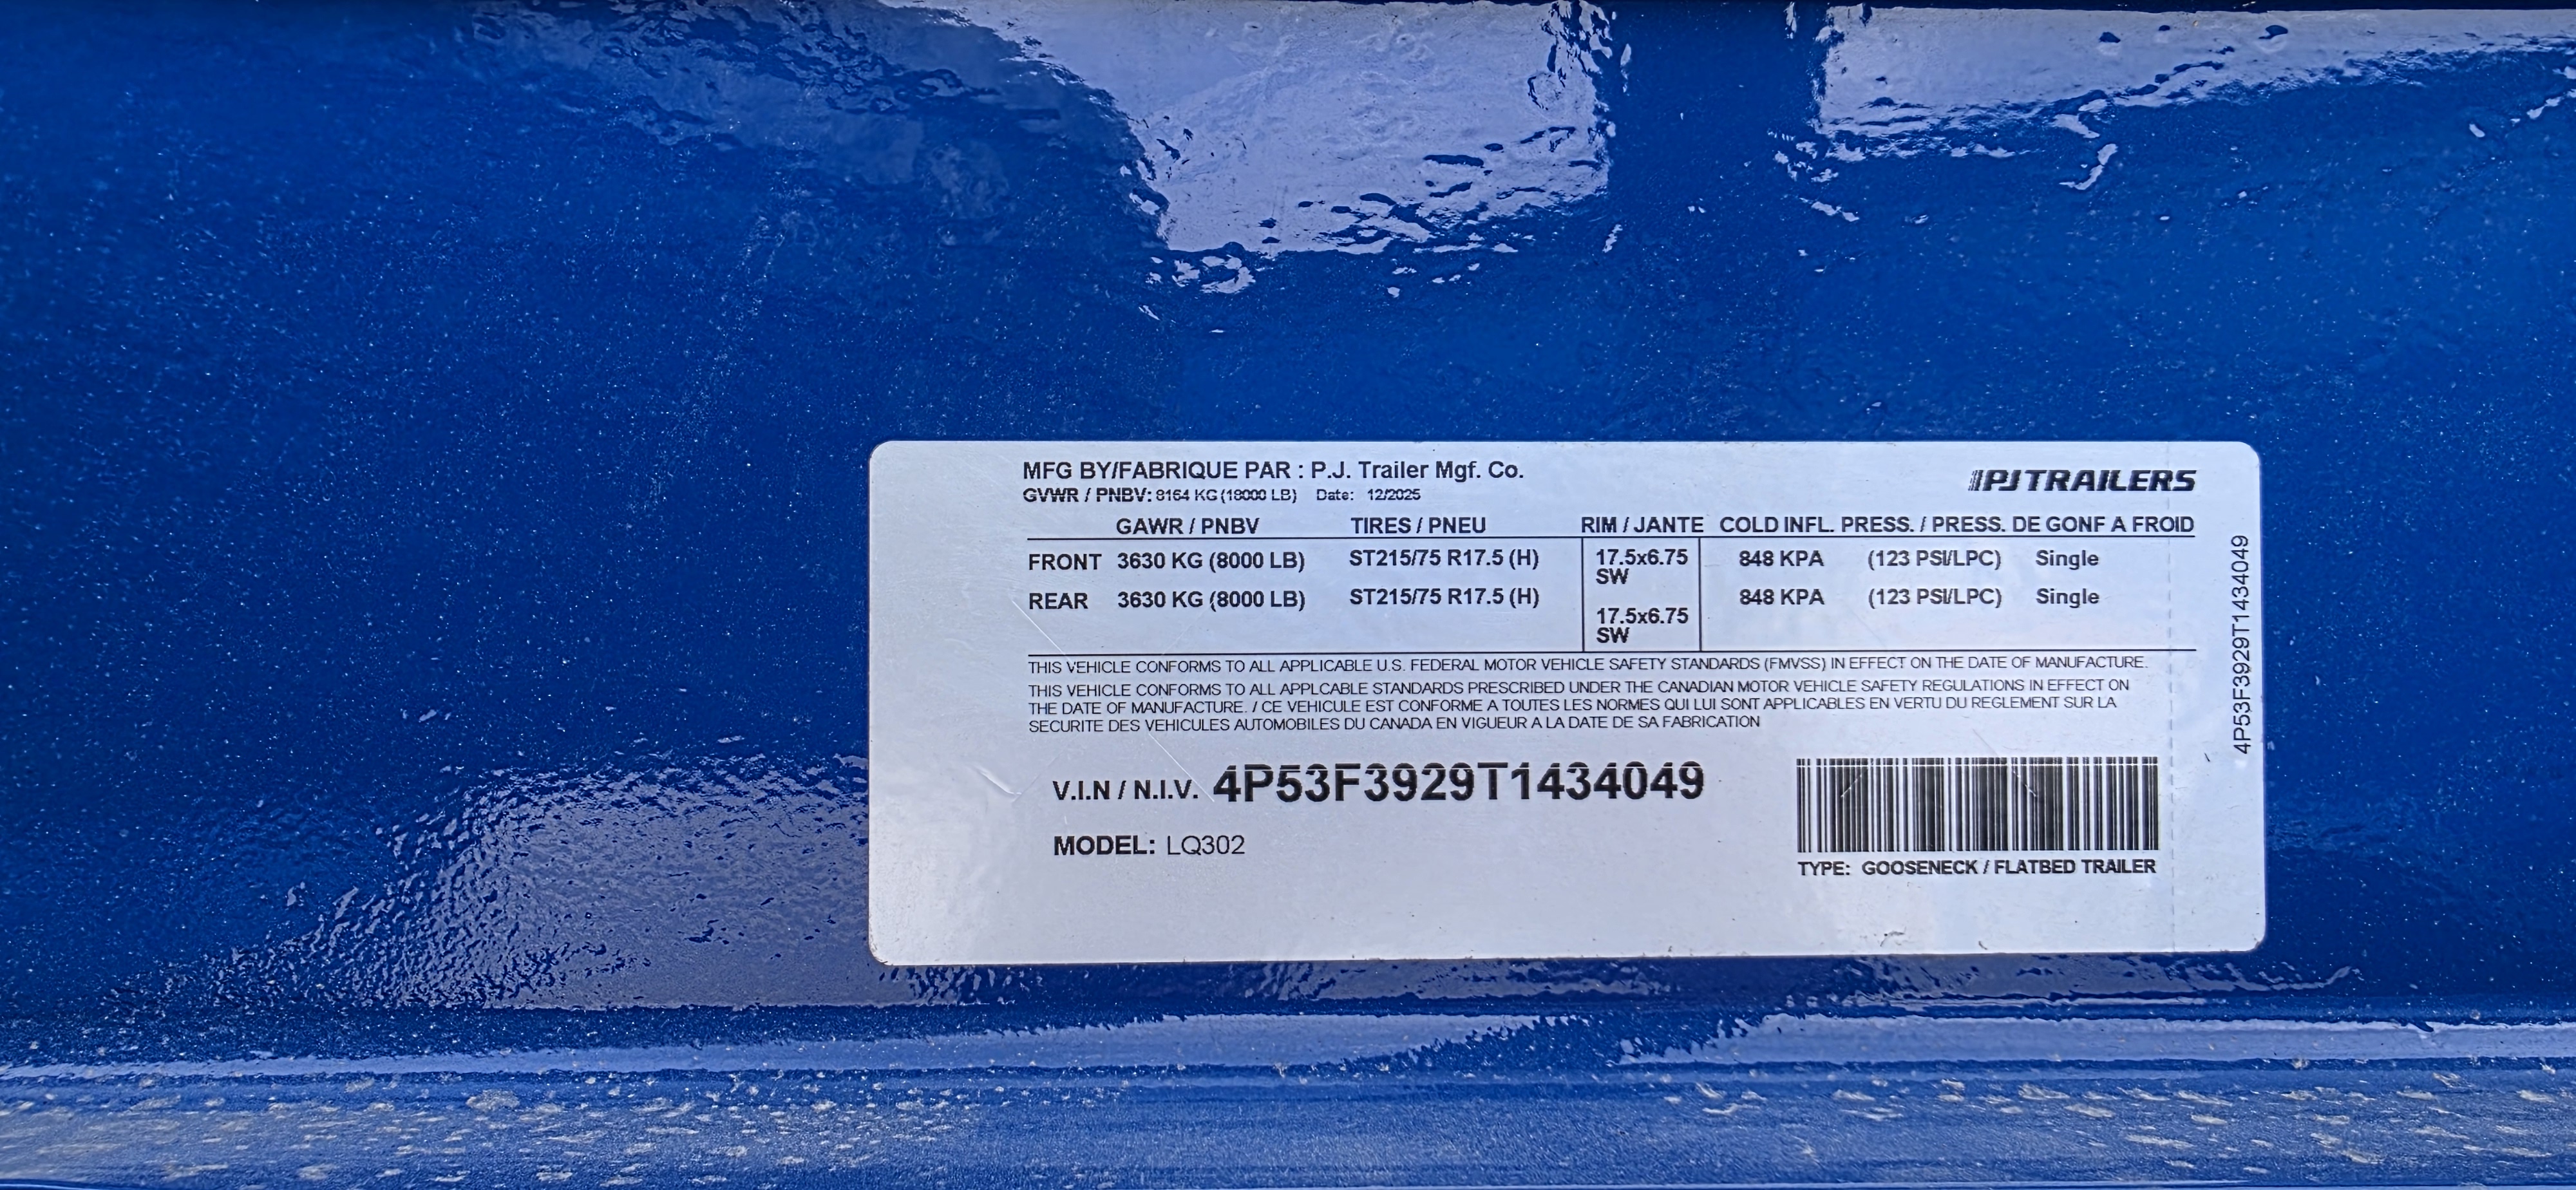 MFG BY/FABRIQUE PAR : P.J. Trailer Mgf. Co.
PJTRAILERS
GVWR / PNBV: 8164 KG (18000 LB) Date: 12/2025
GAWR / PNBV TIRES / PNEU RIM / JANTE COLD INFL. PRESS. / PRESS. DE GONF A FROID
FRONT 3630 KG (8000 LB) ST215/75 R17.5 (H) 17.5x6.75 SW 848 KPA (123 PSI/LPC) Single
REAR 3630 KG (8000 LB) ST215/75 R17.5 (H) 17.5x6.75 SW 848 KPA (123 PSI/LPC) Single
THIS VEHICLE CONFORMS TO ALL APPLICABLE U.S. FEDERAL MOTOR VEHICLE SAFETY STANDARDS (FMVSS) IN EFFECT ON THE DATE OF MANUFACTURE.
THIS VEHICLE CONFORMS TO ALL APPLCABLE STANDARDS PRESCRIBED UNDER THE CANADIAN MOTOR VEHICLE SAFETY REGULATIONS IN EFFECT ON
THE DATE OF MANUFACTURE. / CE VEHICULE EST CONFORME A TOUTES LES NORMES QUI LUI SONT APPLICABLES EN VERTU DU REGLEMENT SUR LA
SECURITE DES VEHICULES AUTOMOBILES DU CANADA EN VIGUEUR A LA DATE DE SA FABRICATION
V.I.N / N.I.V. 4P53F3929T1434049
MODEL: LQ302
TYPE: GOOSENECK / FLATBED TRAILER
4P53F3929T1434049